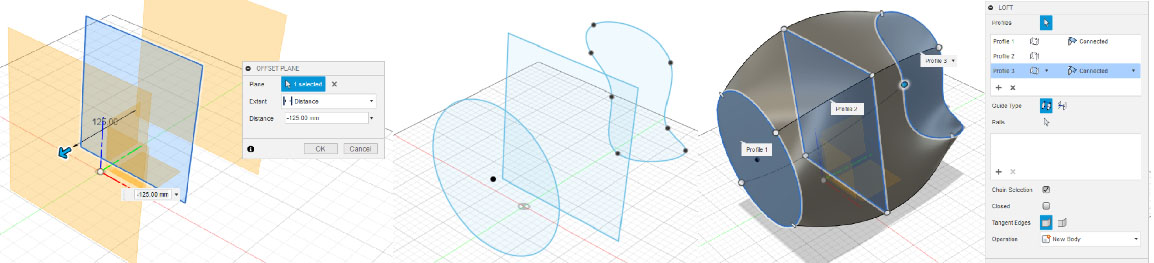 OFFSET PLANE
Plane 1 selected
Extent Distance
Distance -125.00 mm
OK Cancel
125.00
-125.00 mm
Profile 1
Profile 2
Profile 3
LOFT
Profiles
Profile 1 Connected
Profile 2
Profile 3 Connected
Guide Type
Rails
Chain Selection
Closed
Tangent Edges
Operation New Body